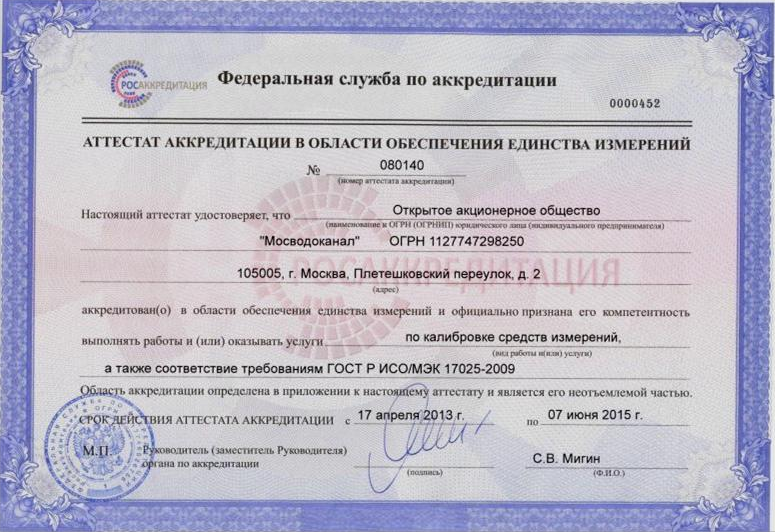 РОСАККРЕДИТАЦИЯ
Федеральная служба по аккредитации
0000452
АТТЕСТАТ АККРЕДИТАЦИИ В ОБЛАСТИ ОБЕСПЕЧЕНИЯ ЕДИНСТВА ИЗМЕРЕНИЙ
№ 080140
(номер аттестата аккредитации)
Настоящий аттестат удостоверяет, что Открытое акционерное общество
(наименование и ОГРН (ОГРНИП) юридического лица (индивидуального предпринимателя)
"Мосводоканал" ОГРН 1127747298250
105005, г. Москва, Плетешковский переулок, д. 2
РОСАККРЕДИТАЦИЯ
(адрес)
аккредитован(о) в области обеспечения единства измерений и официально признана его компетентность
выполнять работы и (или) оказывать услуги по калибровке средств измерений,
(вид работы и(или) услуги)
а также соответствие требованиям ГОСТ Р ИСО/МЭК 17025-2009
Область аккредитации определена в приложении к настоящему аттестату и является его неотъемлемой частью.
СРОК ДЕЙСТВИЯ АТТЕСТАТА АККРЕДИТАЦИИ с 17 апреля 2013 г. по 07 июня 2015 г.
М.П. Руководитель (заместитель Руководителя)
органа по аккредитации
С.В. Мигин
(подпись) (Ф.И.О.)